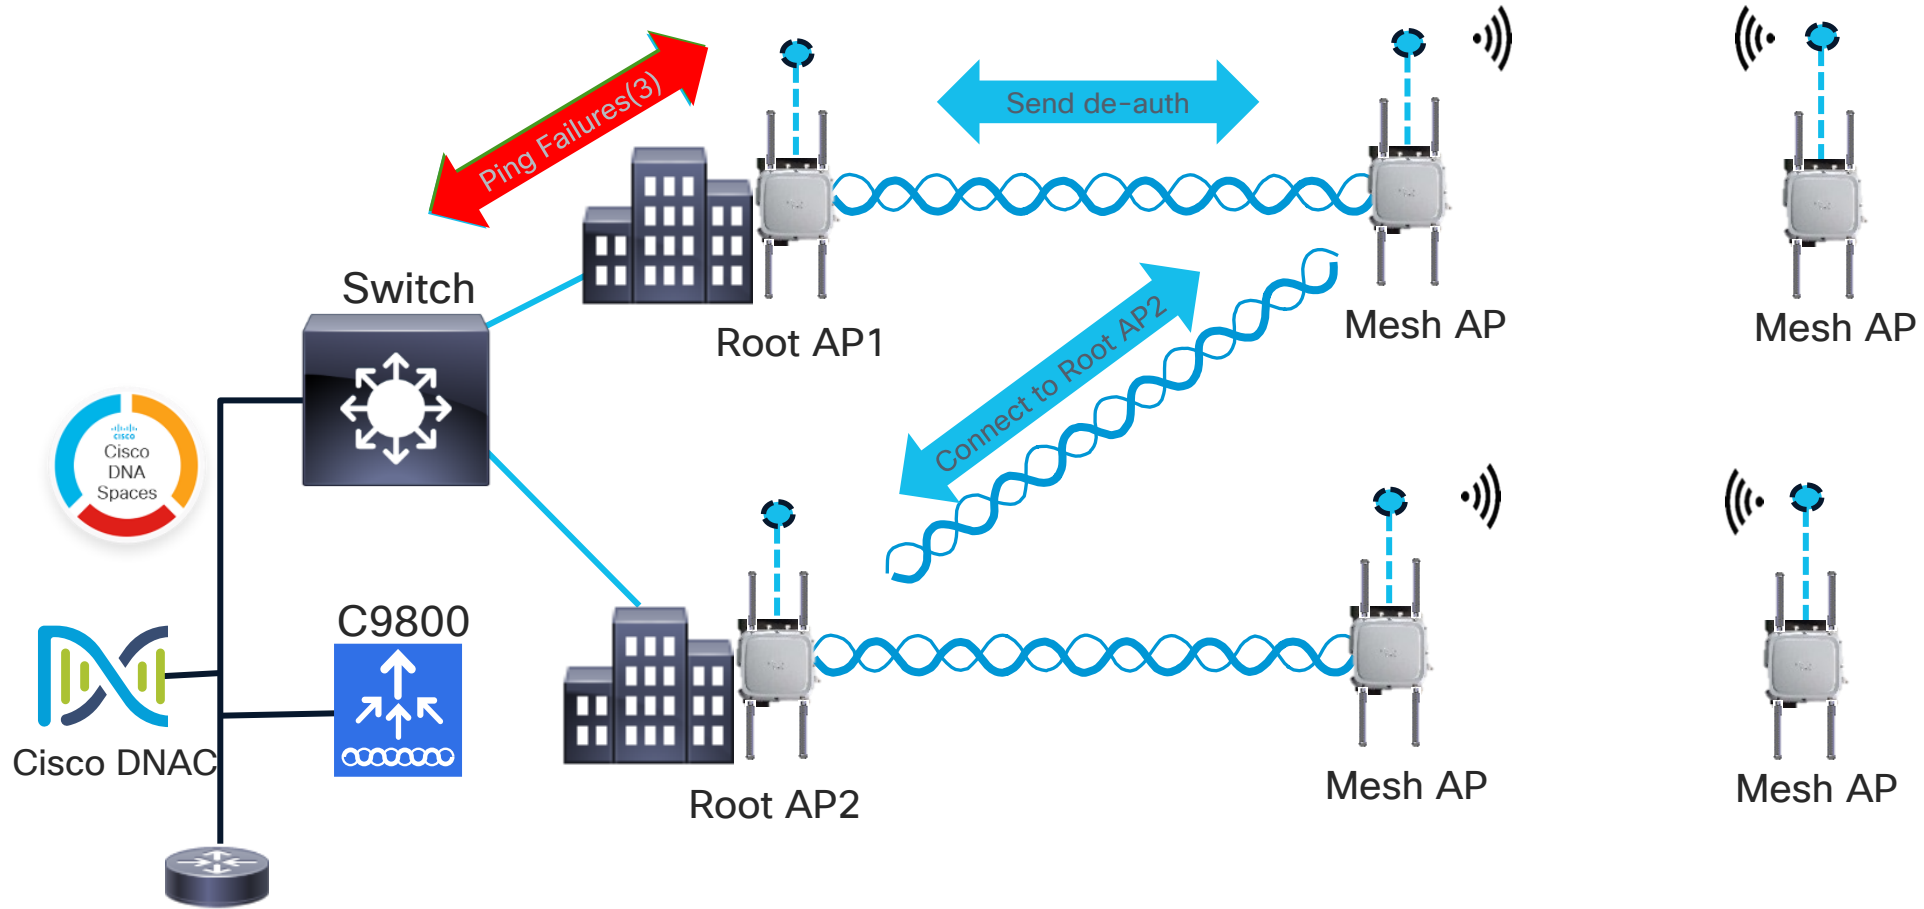 Ping Failures(3)
Send de-auth
Switch
Root AP1
Mesh AP
Mesh AP
Connect to Root AP2
CISCO
Cisco
DNA
Spaces
C9800
Cisco DNAC
Root AP2
Mesh AP
Mesh AP